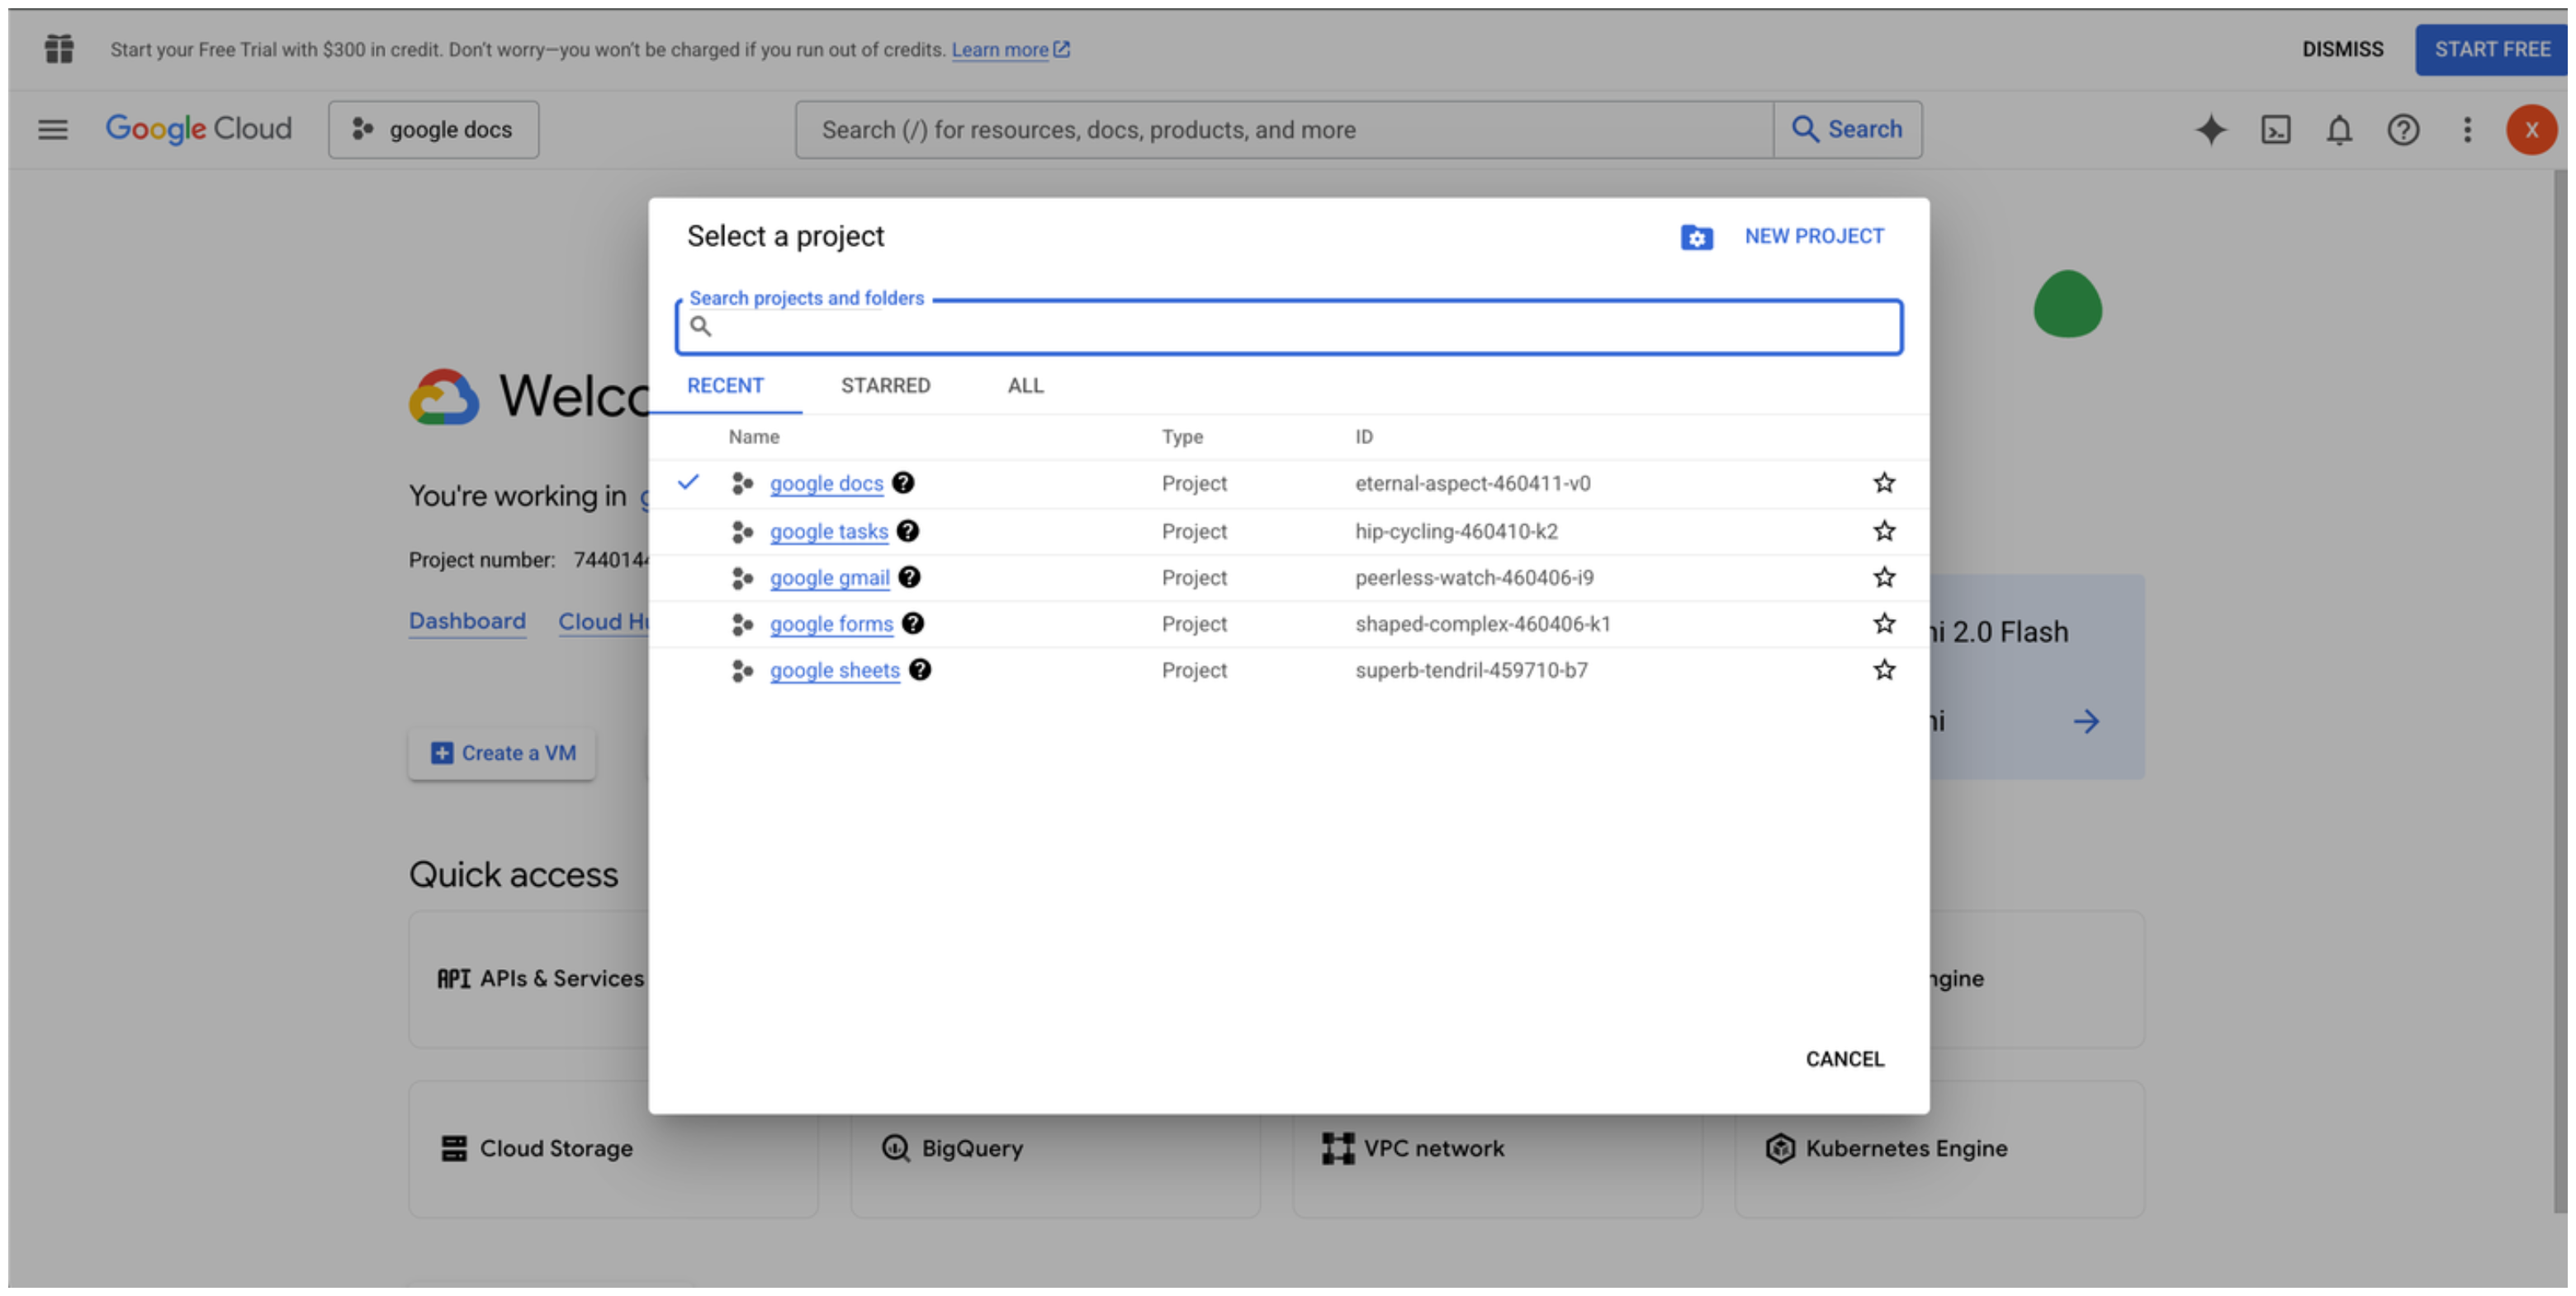 Start your Free Trial with $300 in credit. Don't worry—you won't be charged if you run out of credits. Learn more
DISMISS
START FREE
Google Cloud
google docs
Search (/) for resources, docs, products, and more
Search
X
Select a project
NEW PROJECT
Search projects and folders
RECENT STARRED ALL
Name Type ID
google docs Project eternal-aspect-460411-v0
google tasks Project hip-cycling-460410-k2
google gmail Project peerless-watch-460406-i9
google forms Project shaped-complex-460406-k1
google sheets Project superb-tendril-459710-b7
CANCEL
You're working in
Project number:
Dashboard Cloud
2.0 Flash
Create a VM
Quick access
API APIs & Services
Cloud Storage
BigQuery
VPC network
Kubernetes Engine